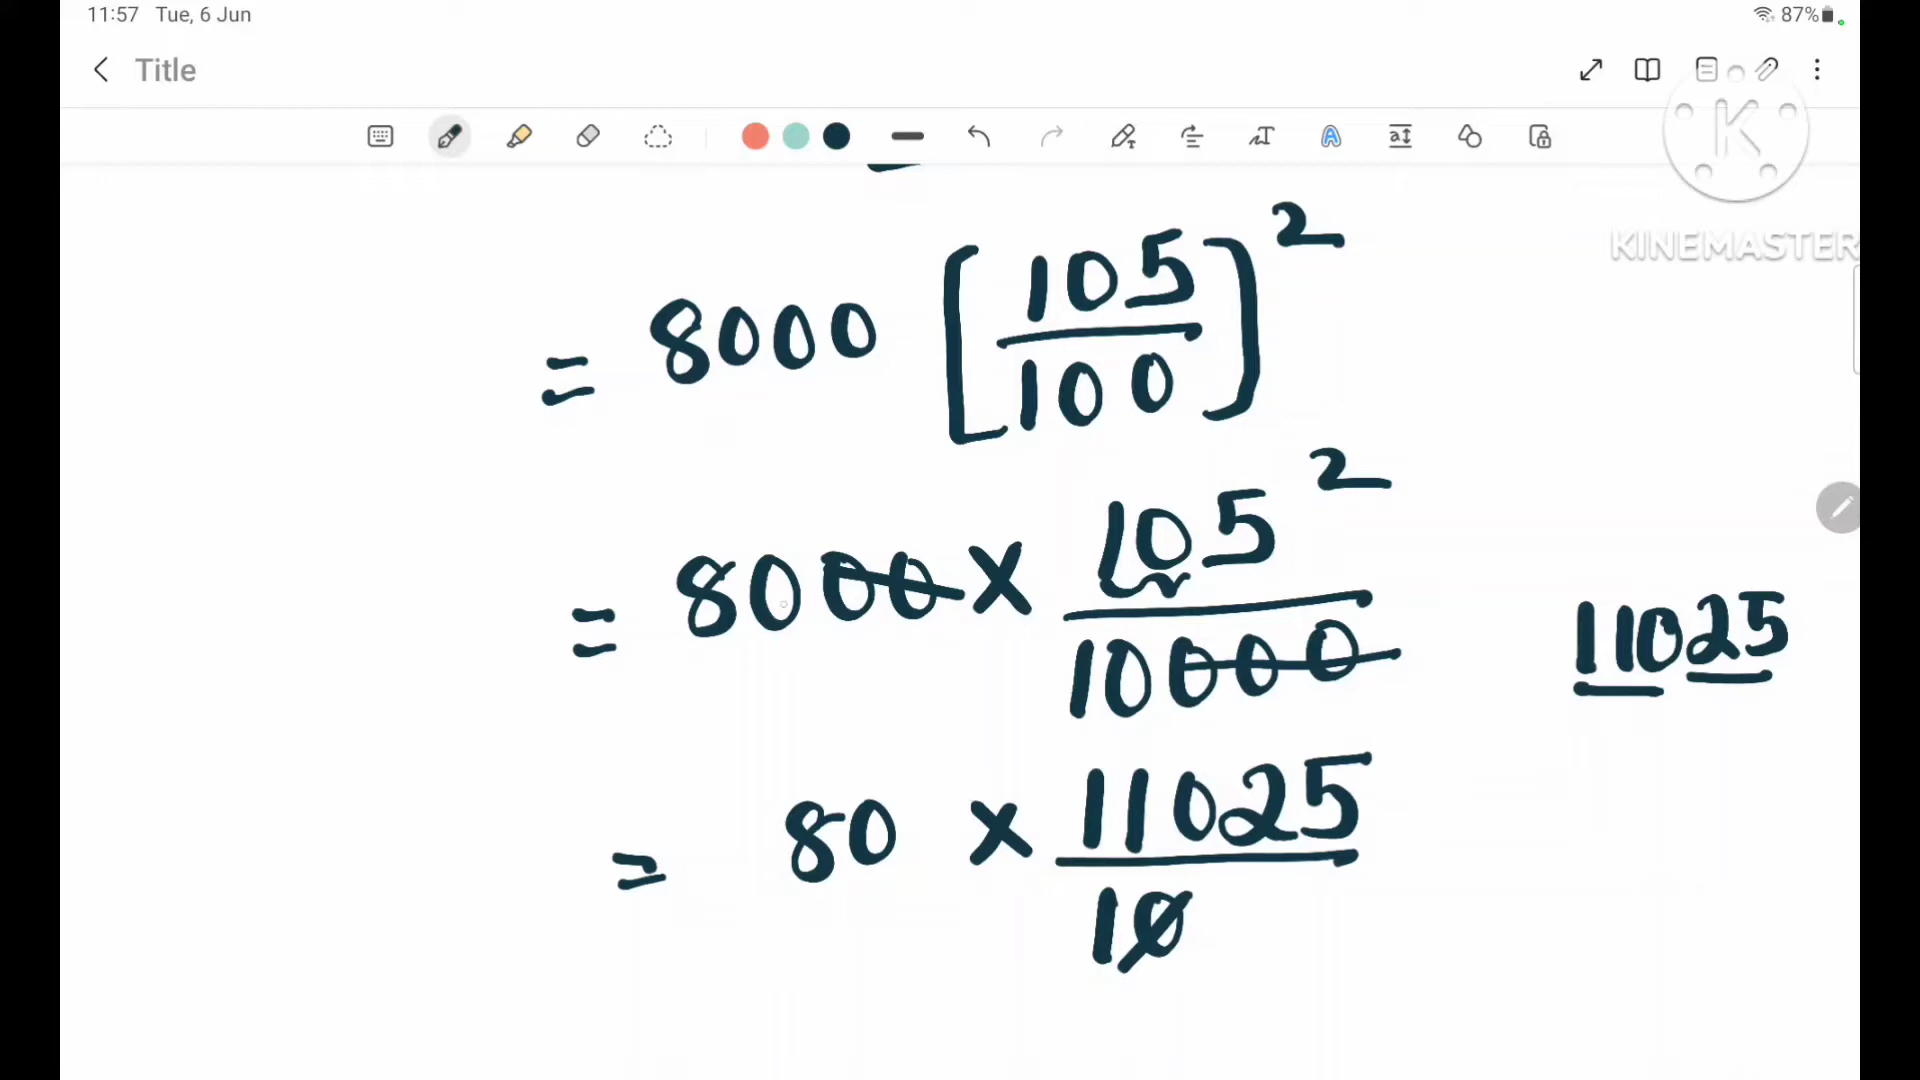 11:57 Tue, 6 Jun 87%
Title
KINEMASTER
= 8000 [105/100]²
= 8000 × 105²/10000
11025
= 80 × 11025/10